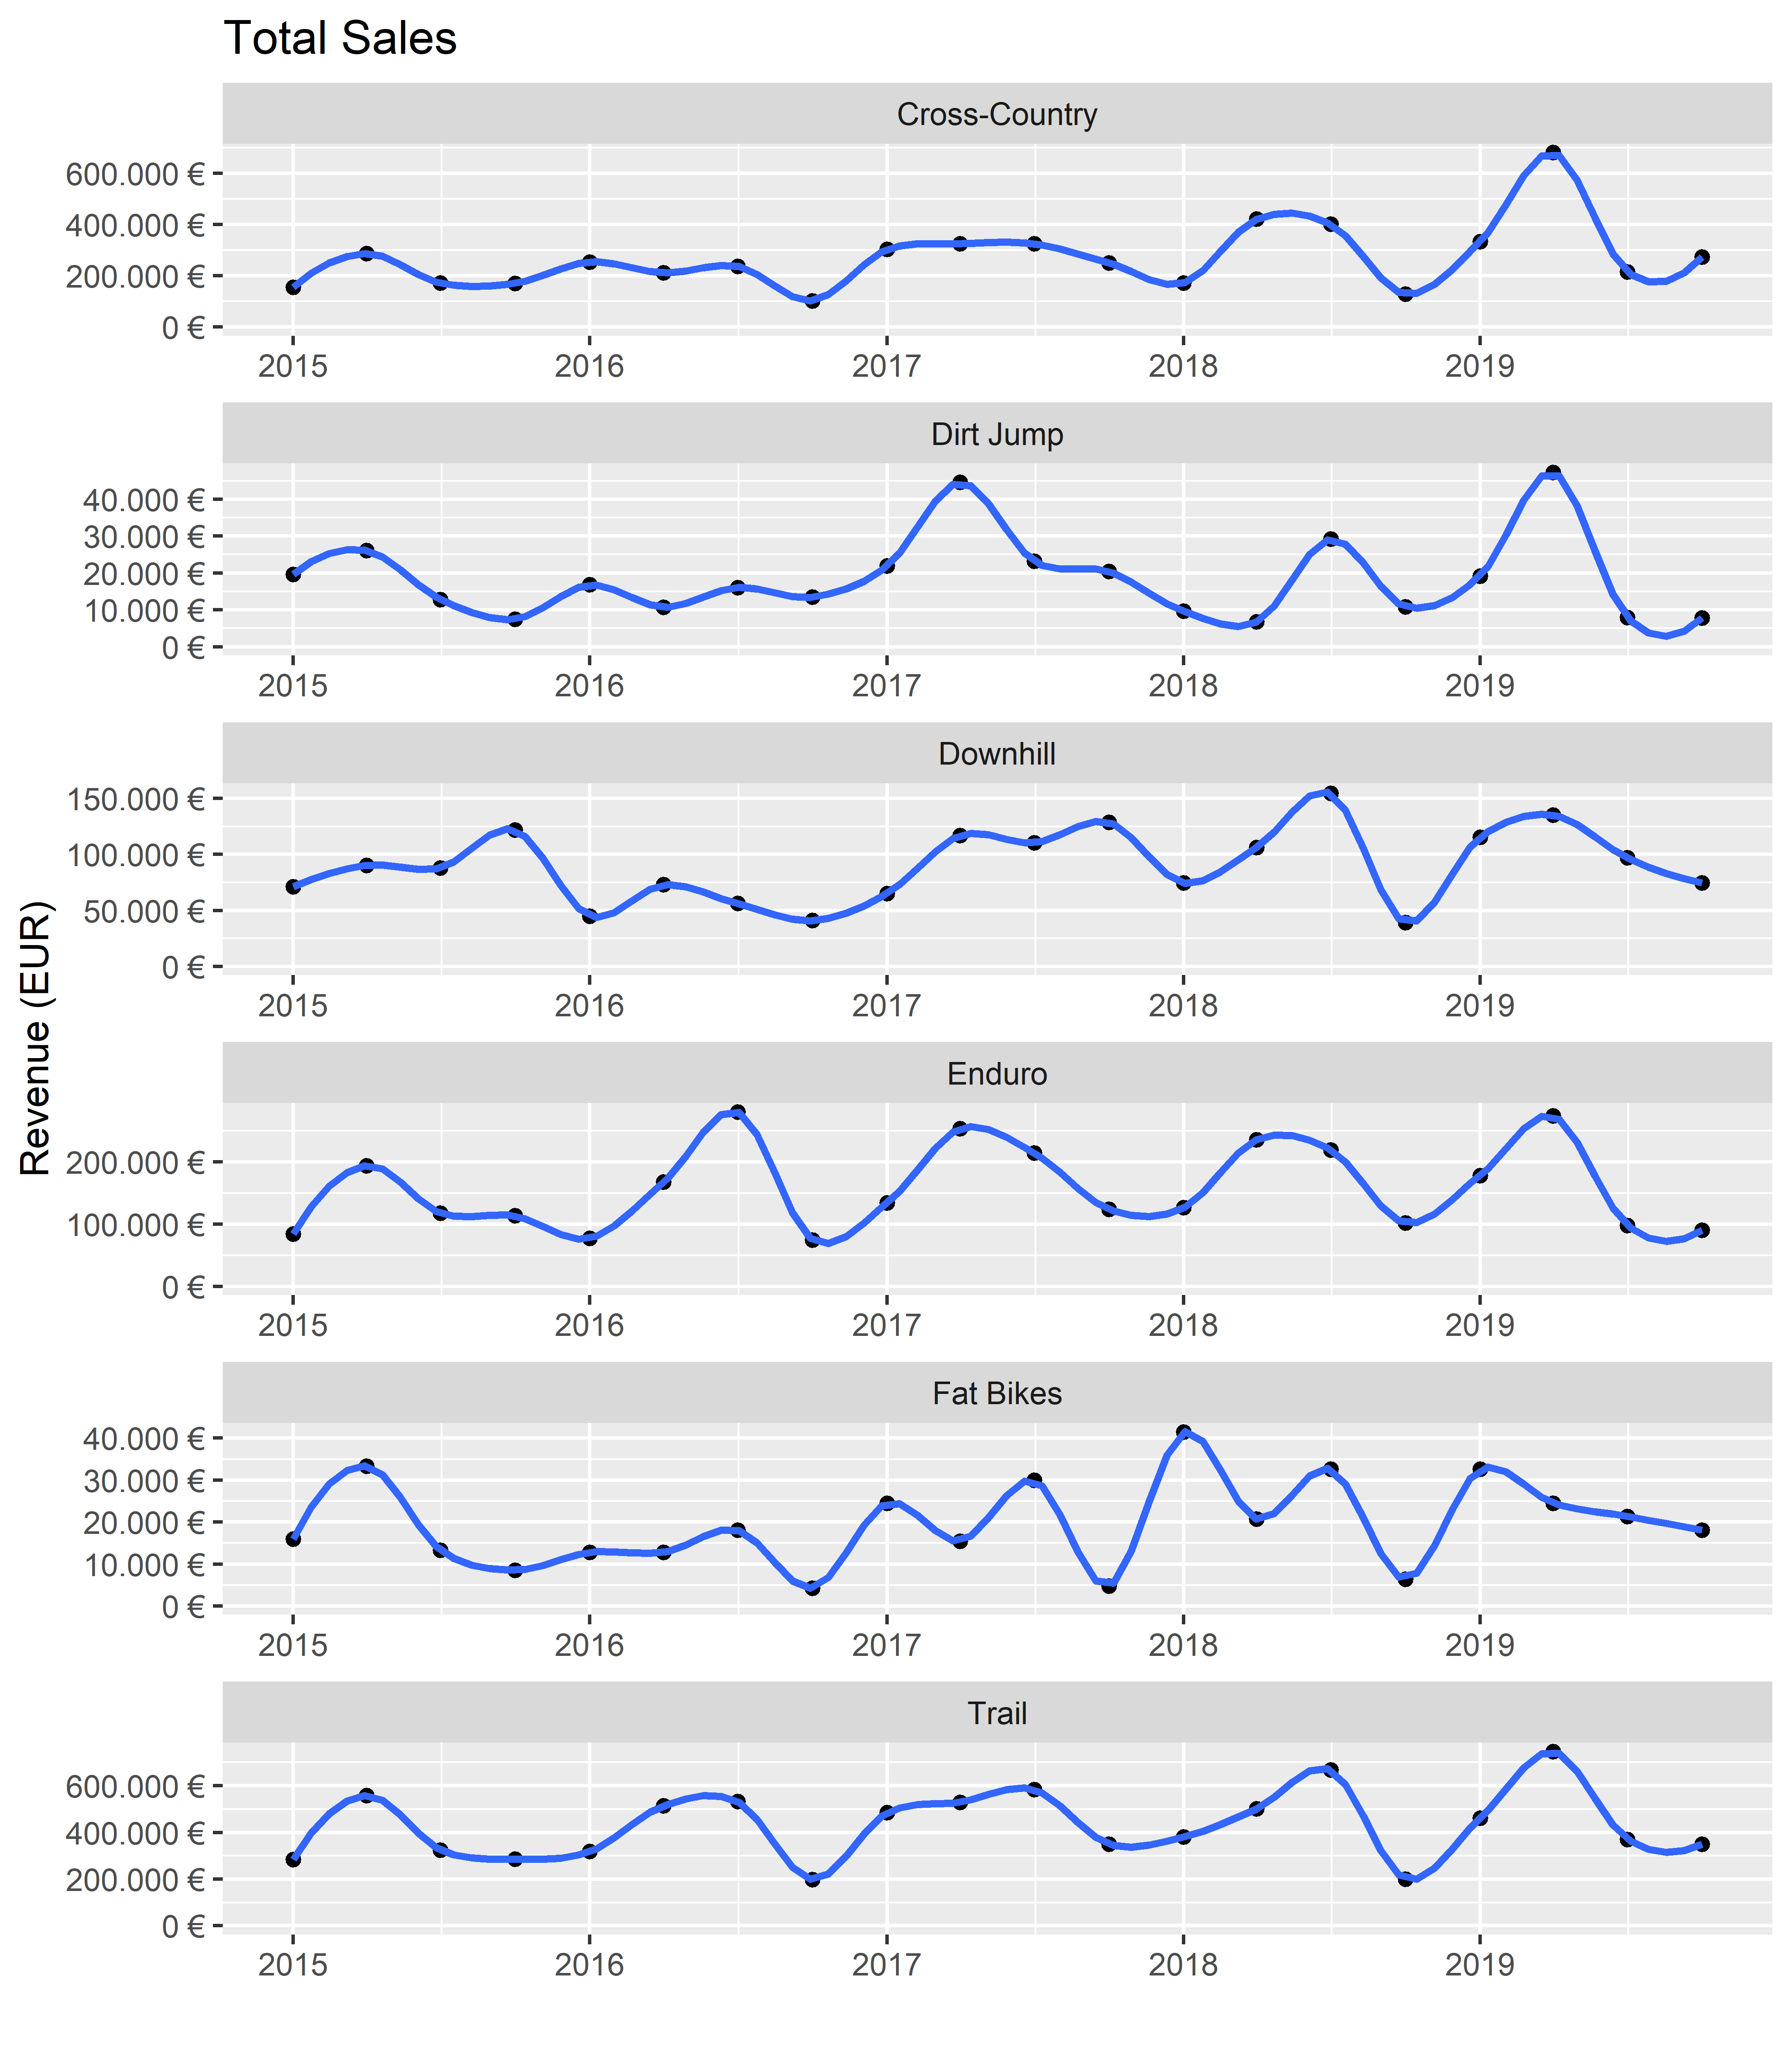 Total Sales
Revenue (EUR)
Cross-Country
600.000 €
400.000 €
200.000 €
0 €
2015 2016 2017 2018 2019
Dirt Jump
40.000 €
30.000 €
20.000 €
10.000 €
0 €
2015 2016 2017 2018 2019
Downhill
150.000 €
100.000 €
50.000 €
0 €
2015 2016 2017 2018 2019
Enduro
200.000 €
100.000 €
0 €
2015 2016 2017 2018 2019
Fat Bikes
40.000 €
30.000 €
20.000 €
10.000 €
0 €
2015 2016 2017 2018 2019
Trail
600.000 €
400.000 €
200.000 €
0 €
2015 2016 2017 2018 2019